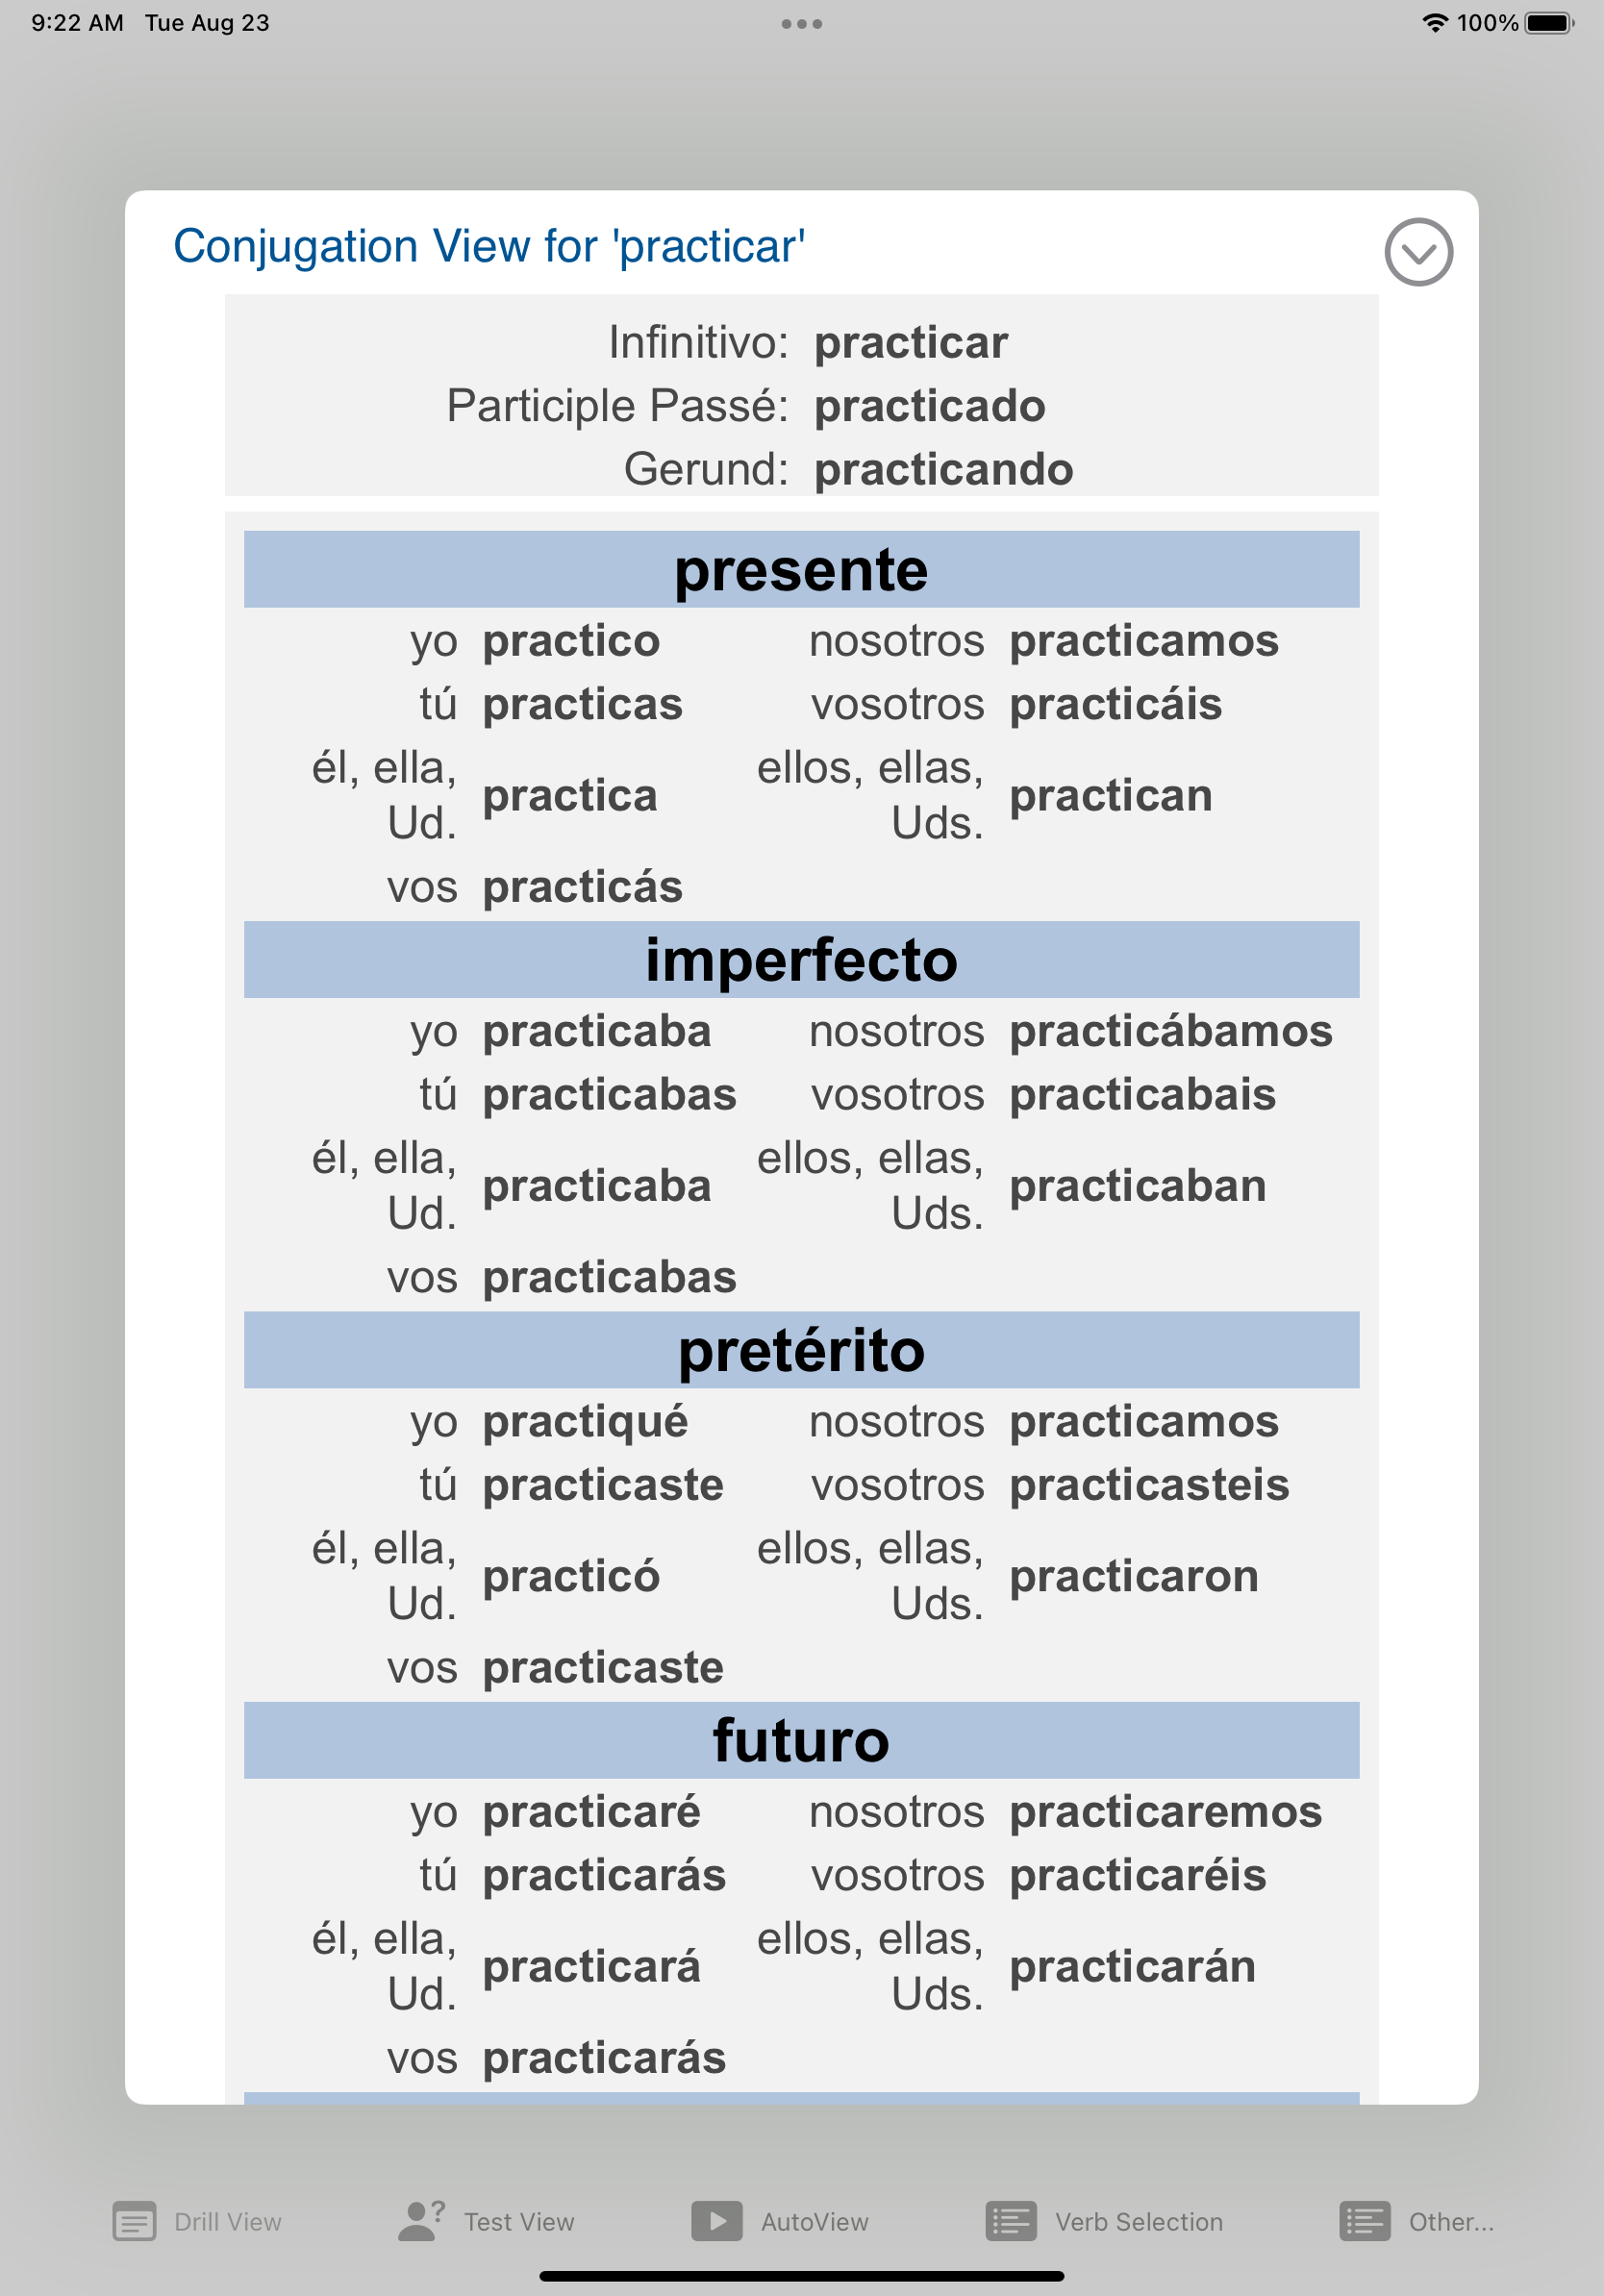 9:22 AM Tue Aug 23
100%
Conjugation View for 'practicar'
Infinitivo: practicar
Participle Passé: practicado
Gerund: practicando
presente
yo practico nosotros practicamos
tú practicas vosotros practicáis
él, ella, Ud. practica ellos, ellas, Uds. practican
vos practicás
imperfecto
yo practicaba nosotros practicábamos
tú practicabas vosotros practicabais
él, ella, Ud. practicaba ellos, ellas, Uds. practicaban
vos practicabas
pretérito
yo practiqué nosotros practicamos
tú practicaste vosotros practicasteis
él, ella, Ud. practicó ellos, ellas, Uds. practicaron
vos practicaste
futuro
yo practicaré nosotros practicaremos
tú practicarás vosotros practicaréis
él, ella, Ud. practicará ellos, ellas, Uds. practicarán
vos practicarás
Drill View Test View AutoView Verb Selection Other...